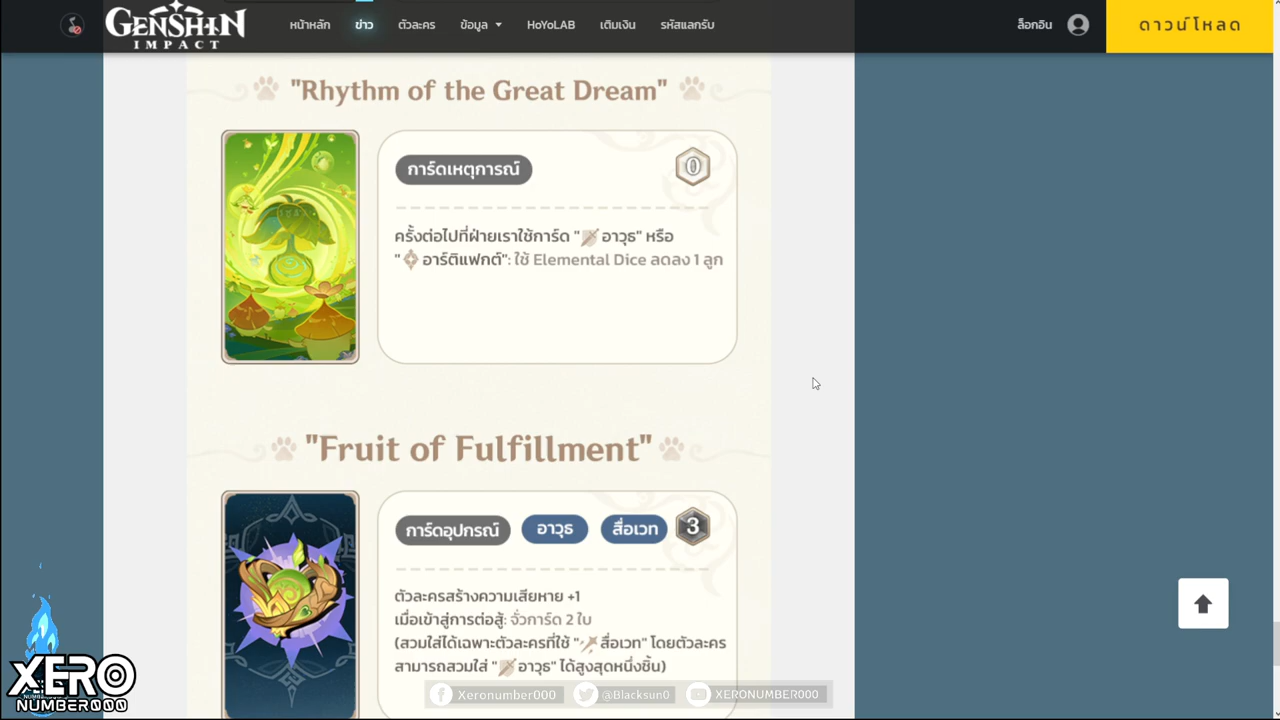 GENSHIN
IMPACT
หน้าหลัก
ข่าว
ตัวละคร
ข้อมูล
HoYoLAB
เติมเงิน
รหัสแลกรับ
ล็อกอิน
ดาวน์โหลด
"Rhythm of the Great Dream"
การ์ดเหตุการณ์
0
ครั้งต่อไปที่ฝ่ายเราใช้การ์ด "อาวุธ" หรือ
"อาร์ติแฟกต์": ใช้ Elemental Dice ลดลง 1 ลูก
"Fruit of Fulfillment"
การ์ดอุปกรณ์
อาวุธ
สื่อเวท
3
ตัวละครสร้างความเสียหาย +1
เมื่อเข้าสู่การต่อสู้: จั่วการ์ด 2 ใบ
(สวมใส่ได้เฉพาะตัวละครที่ใช้ "สื่อเวท" โดยตัวละคร
สามารถสวมใส่ "อาวุธ" ได้สูงสุดหนึ่งชิ้น)
Xeronumber000
@Blacksun0
XERONUMBER000
XERO
NUMBER000